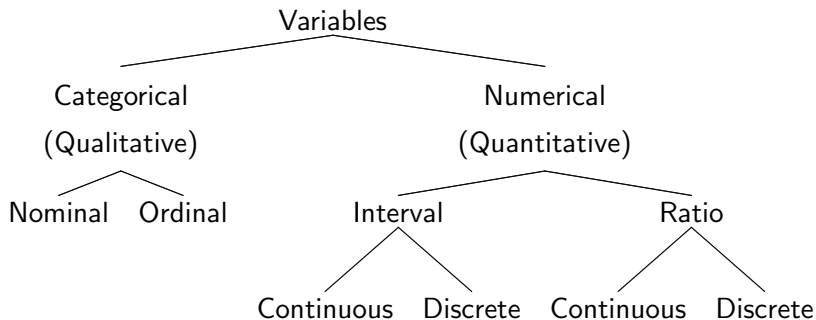 Variables
Categorical Numerical
(Qualitative) (Quantitative)
Nominal Ordinal Interval Ratio
Continuous Discrete Continuous Discrete